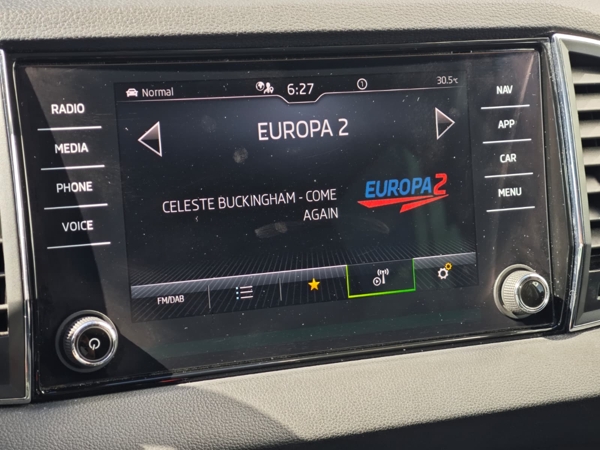 RADIO
MEDIA
PHONE
VOICE
Normal
6:27
30.5°C
EUROPA 2
CELESTE BUCKINGHAM - COME
AGAIN
EUROPA 2
FM/DAB
NAV
APP
CAR
MENU